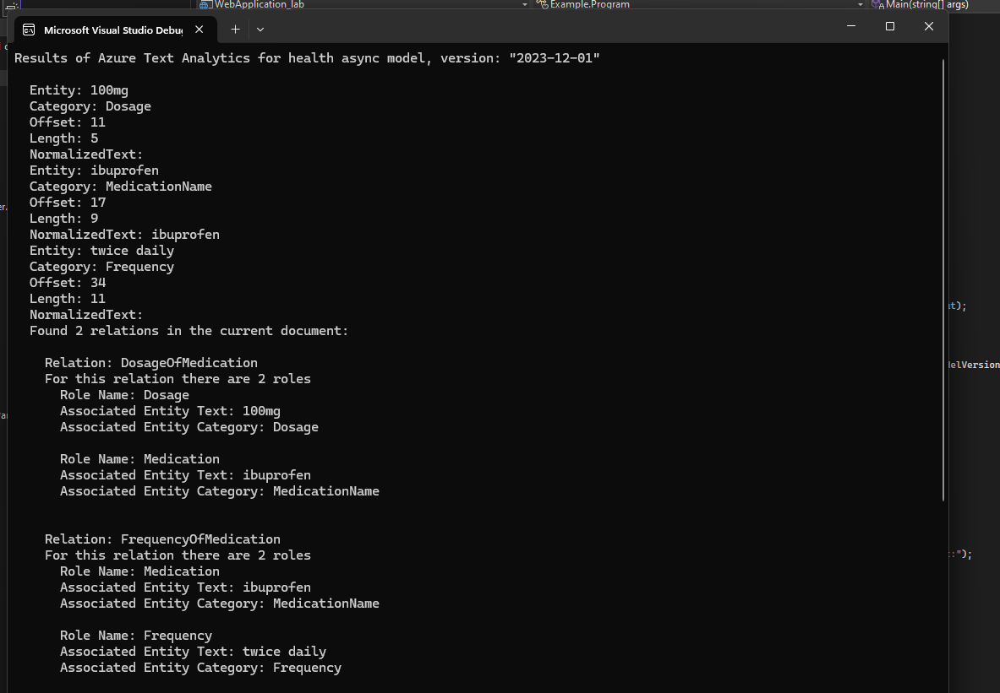 WebApplication_lab
Example.Program
Main(string[] args)
Microsoft Visual Studio Debu
Results of Azure Text Analytics for health async model, version: "2023-12-01"
Entity: 100mg
Category: Dosage
Offset: 11
Length: 5
NormalizedText:
Entity: ibuprofen
Category: MedicationName
Offset: 17
Length: 9
NormalizedText: ibuprofen
Entity: twice daily
Category: Frequency
Offset: 34
Length: 11
NormalizedText:
Found 2 relations in the current document:
Relation: DosageOfMedication
For this relation there are 2 roles
Role Name: Dosage
Associated Entity Text: 100mg
Associated Entity Category: Dosage
Role Name: Medication
Associated Entity Text: ibuprofen
Associated Entity Category: MedicationName
Relation: FrequencyOfMedication
For this relation there are 2 roles
Role Name: Medication
Associated Entity Text: ibuprofen
Associated Entity Category: MedicationName
Role Name: Frequency
Associated Entity Text: twice daily
Associated Entity Category: Frequency